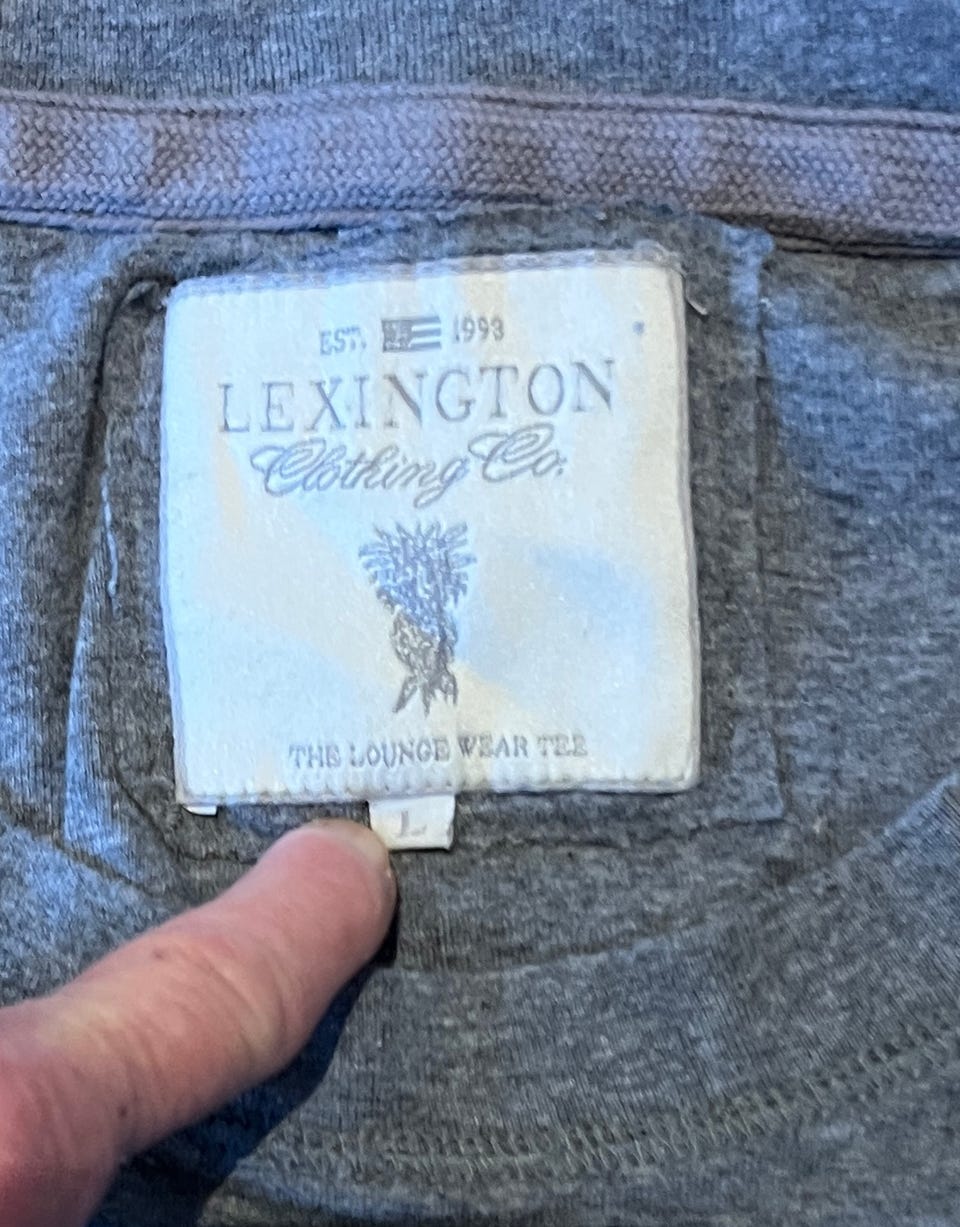 EST. 1993
LEXINGTON
Clothing Co.
THE LOUNGE WEAR TEE
L